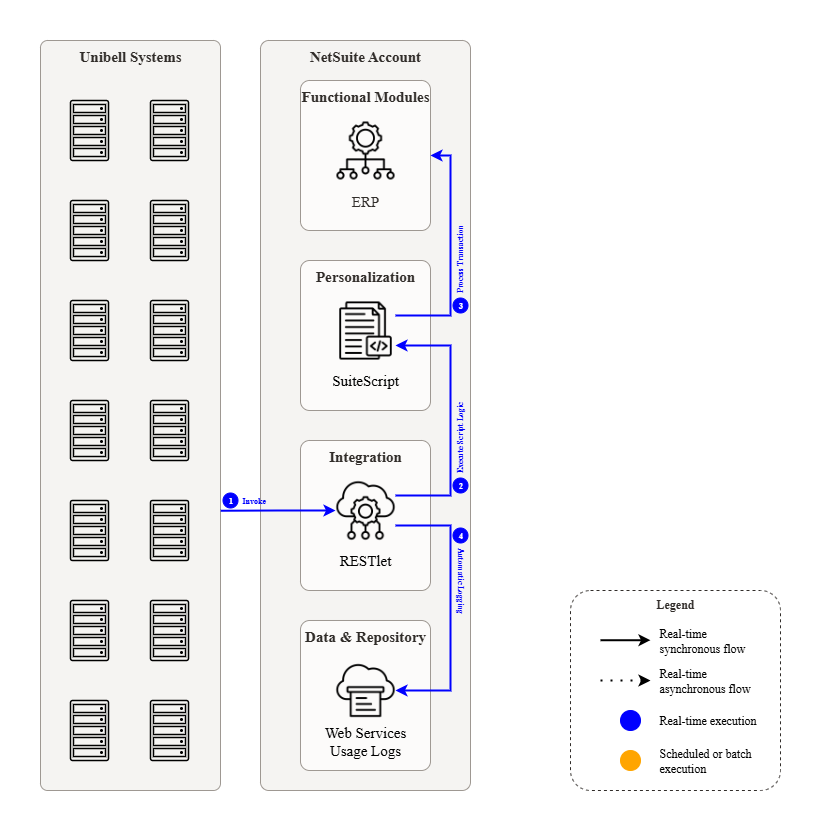 Unibell Systems
NetSuite Account
Functional Modules
ERP
3 Process Transaction
Personalization
</>
SuiteScript
2 Execute Script Logic
Integration
1 Invoke
RESTlet
4 Automatic Logging
Data & Repository
Web Services
Usage Logs
Legend
Real-time
synchronous flow
Real-time
asynchronous flow
Real-time execution
Scheduled or batch
execution